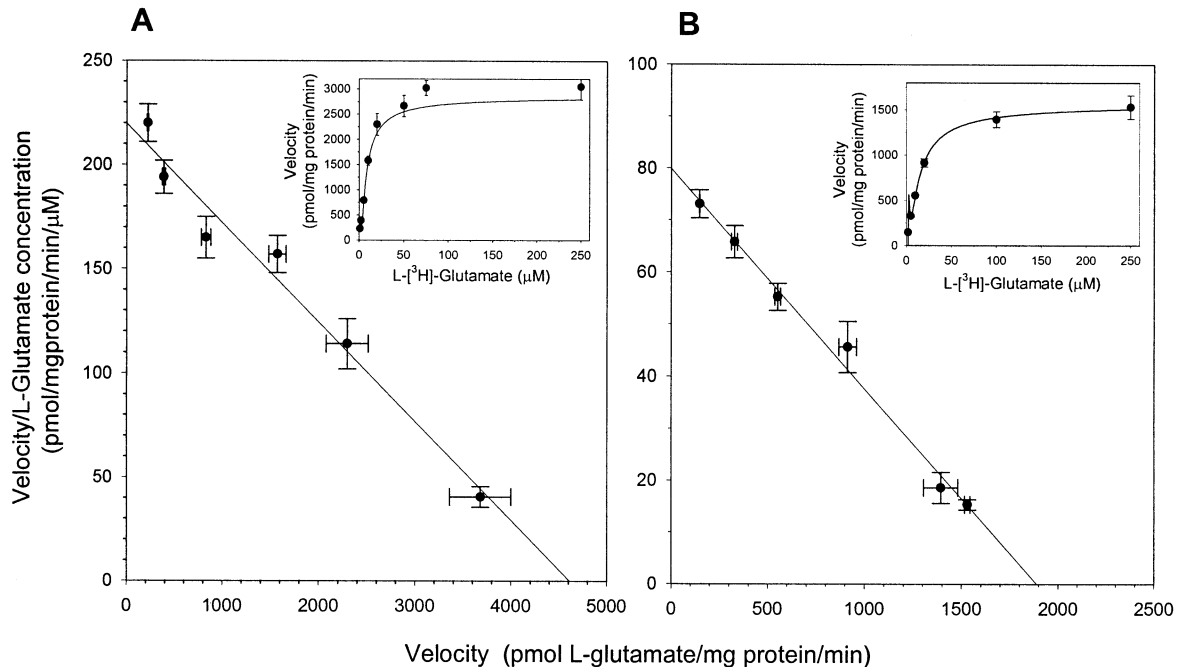 A
B
Velocity/L-Glutamate concentration
(pmol/mgprotein/min/µM)
250
200
150
100
50
0
0 1000 2000 3000 4000 5000
Velocity
(pmol/mg protein/min)
3000
2500
2000
1500
1000
500
0
0 50 100 150 200 250
L-[³H]-Glutamate (µM)
100
80
60
40
20
0
0 500 1000 1500 2000 2500
Velocity
(pmol/mg protein/min)
1500
1000
500
0
0 50 100 150 200 250
L-[³H]-Glutamate (µM)
Velocity (pmol L-glutamate/mg protein/min)